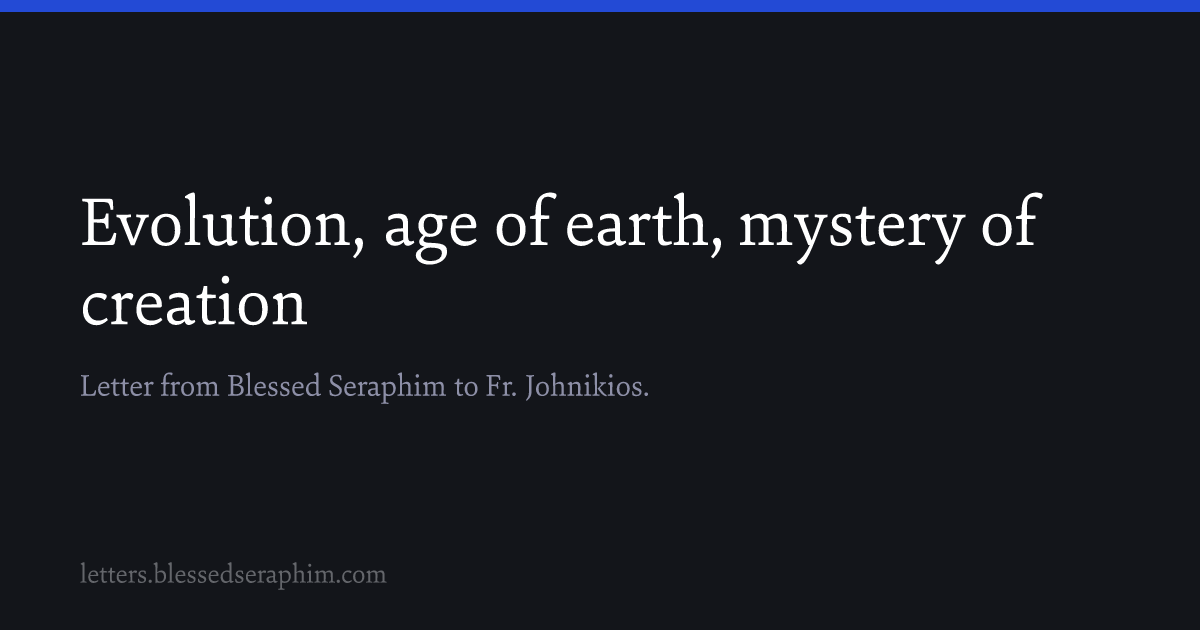 Evolution, age of earth, mystery of
creation
Letter from Blessed Seraphim to Fr. Johnikios.
letters.blessedseraphim.com